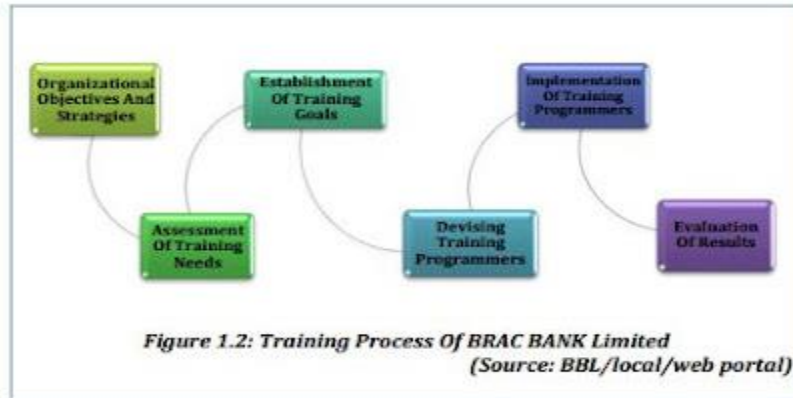 Organizational
Objectives And
Strategies
Assessment
Of Training
Needs
Establishment
Of Training
Goals
Devising
Training
Programmers
Implementation
Of Training
Programmers
Evaluation
Of Results
Figure 1.2: Training Process Of BRAC BANK Limited
(Source: BBL/local/web portal)